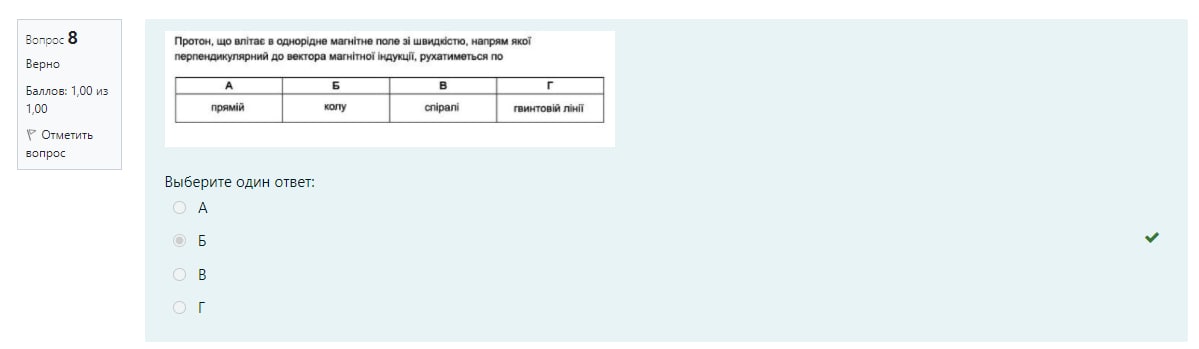 Вопрос 8
Верно
Баллов: 1,00 из
1,00
Отметить
вопрос
Протон, що влітає в однорідне магнітне поле зі швидкістю, напрям якої
перпендикулярний до вектора магнітної індукції, рухатиметься по
А Б В Г
прямій колу спіралі гвинтовій лінії
Выберите один ответ:
А
Б
В
Г